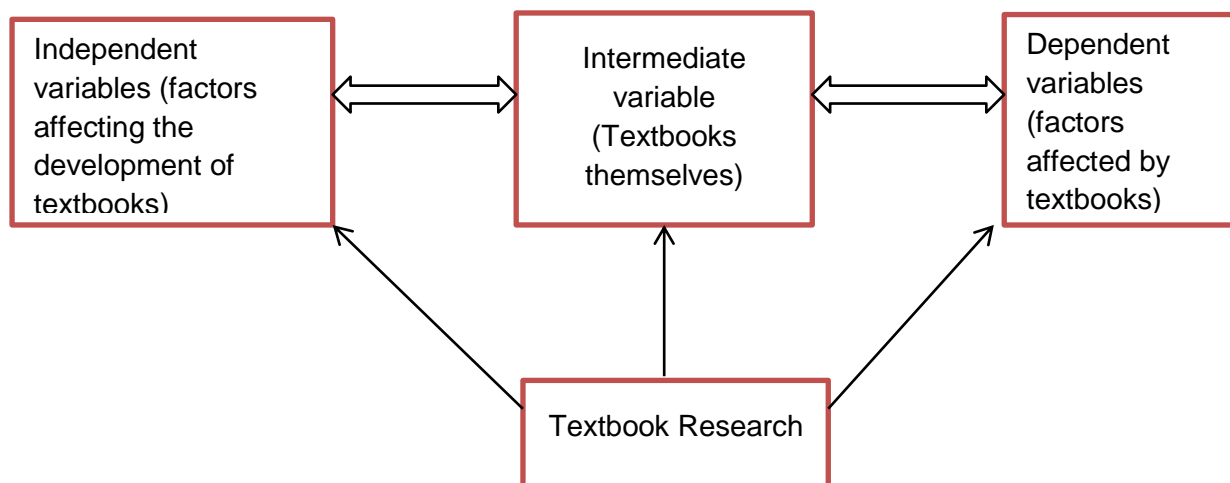 Independent
variables (factors
affecting the
development of
textbooks)
Intermediate
variable
(Textbooks
themselves)
Dependent
variables
(factors
affected by
textbooks)
Textbook Research